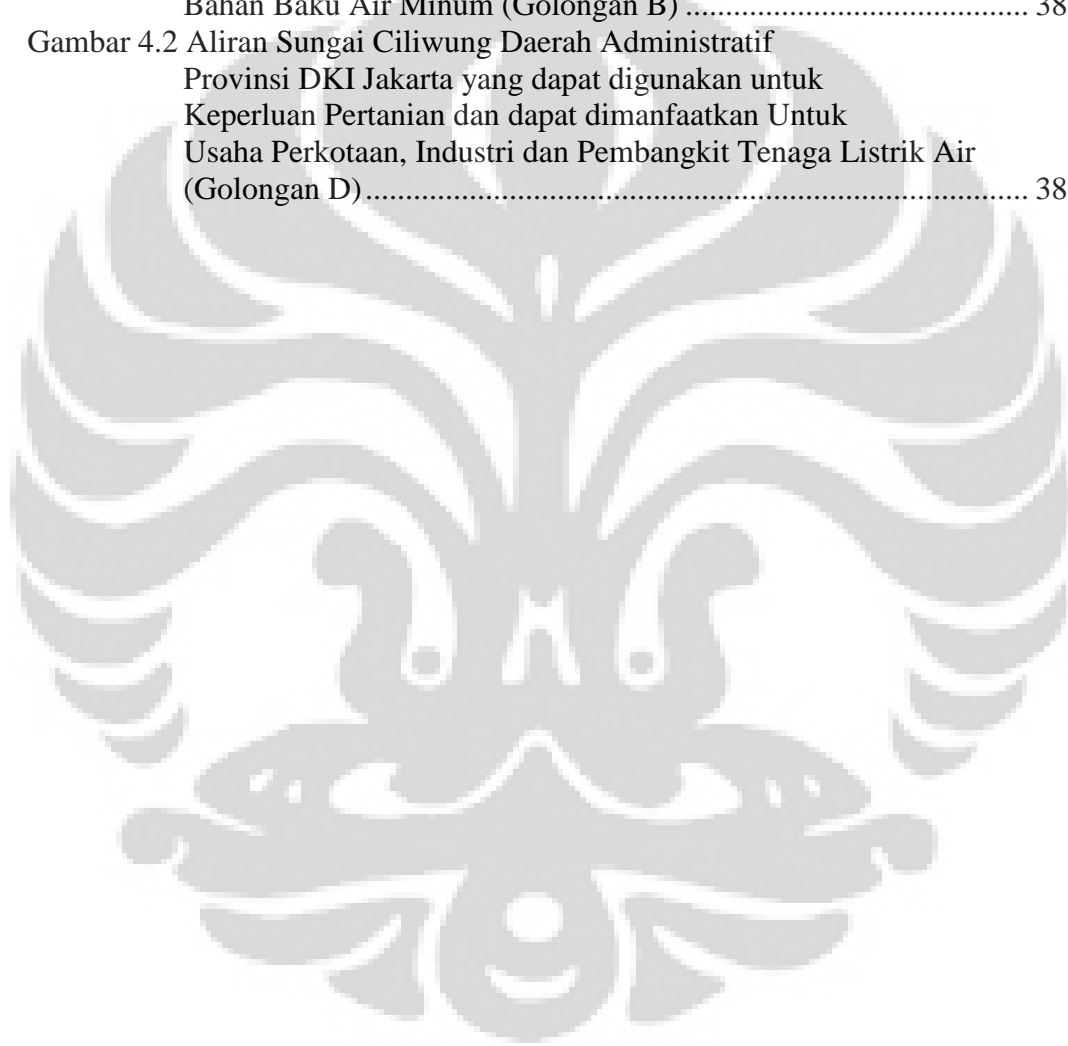 Bahan Baku Air Minum (Golongan B) ..................................... 38
Gambar 4.2 Aliran Sungai Ciliwung Daerah Administratif
Provinsi DKI Jakarta yang dapat digunakan untuk
Keperluan Pertanian dan dapat dimanfaatkan Untuk
Usaha Perkotaan, Industri dan Pembangkit Tenaga Listrik Air
(Golongan D)........................................................................ 38